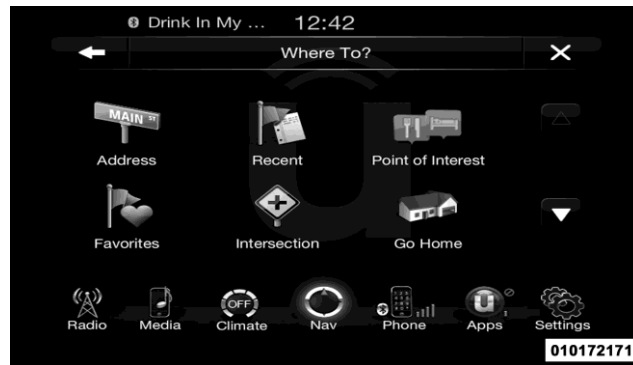 Drink In My ... 12:42
Where To?
MAIN ST
Address Recent Point of Interest
Favorites Intersection Go Home
OFF
Radio Media Climate Nav Phone Apps Settings
010172171